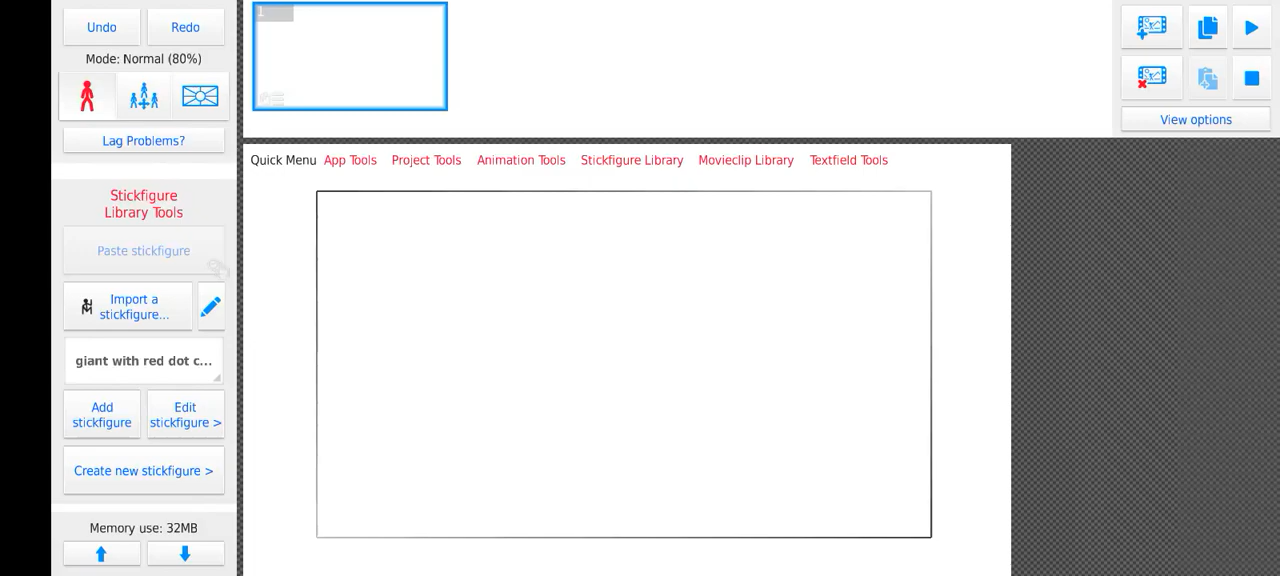 Undo
Redo
Mode: Normal (80%)
Lag Problems?
Stickfigure
Library Tools
Paste stickfigure
Import a
stickfigure...
giant with red dot c...
Add
stickfigure
Edit
stickfigure >
Create new stickfigure >
Memory use: 32MB
1
View options
Quick Menu App Tools Project Tools Animation Tools Stickfigure Library Movieclip Library Textfield Tools